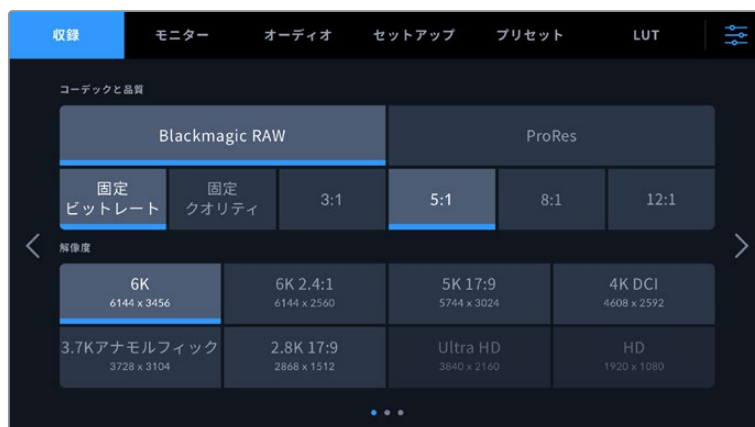 収録 モニター オーディオ セットアップ プリセット LUT
コーデックと品質
Blackmagic RAW ProRes
固定 ビットレート 固定 クオリティ 3:1 5:1 8:1 12:1
解像度
6K 6K 2.4:1 5K 17:9 4K DCI
6144 x 3456 6144 x 2560 5744 x 3024 4608 x 2592
3.7Kアナモルフィック 2.8K 17:9 Ultra HD HD
3728 x 3104 2868 x 1512 3840 x 2160 1920 x 1080